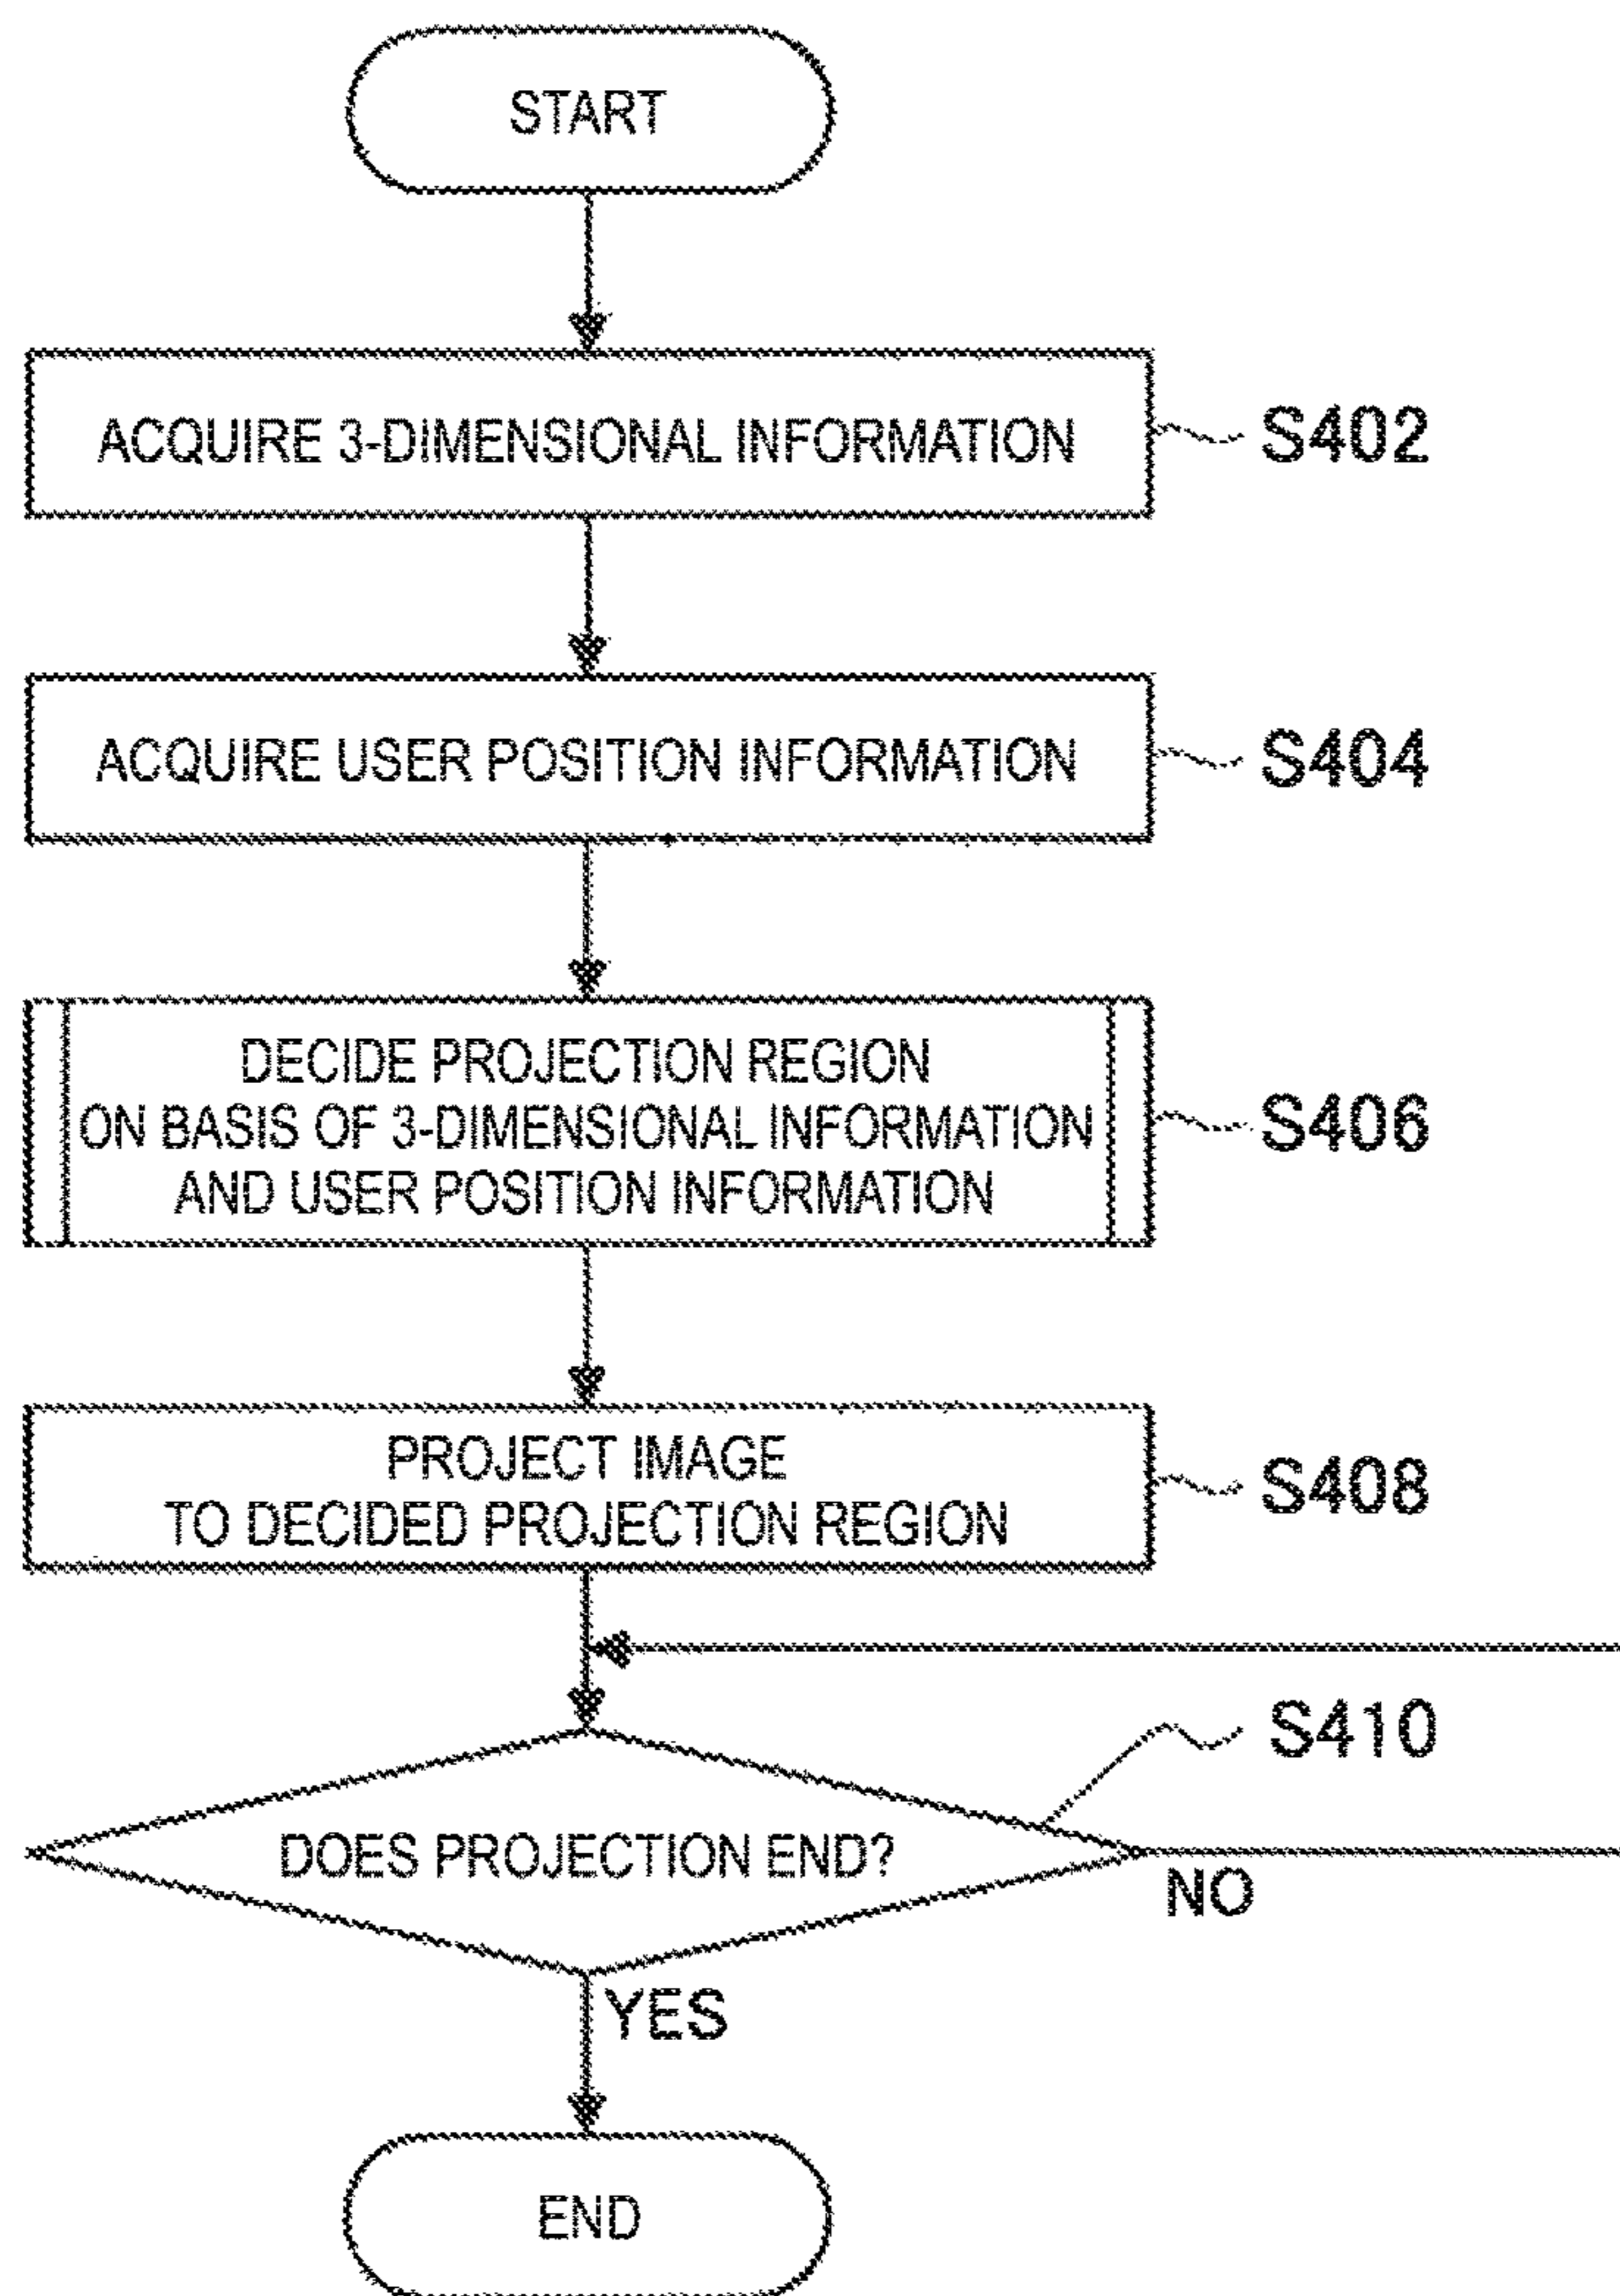 START
ACQUIRE 3-DIMENSIONAL INFORMATION
S402
ACQUIRE USER POSITION INFORMATION
S404
DECIDE PROJECTION REGION
ON BASIS OF 3-DIMENSIONAL INFORMATION
AND USER POSITION INFORMATION
S406
PROJECT IMAGE
TO DECIDED PROJECTION REGION
S408
S410
DOES PROJECTION END?
NO
YES
END